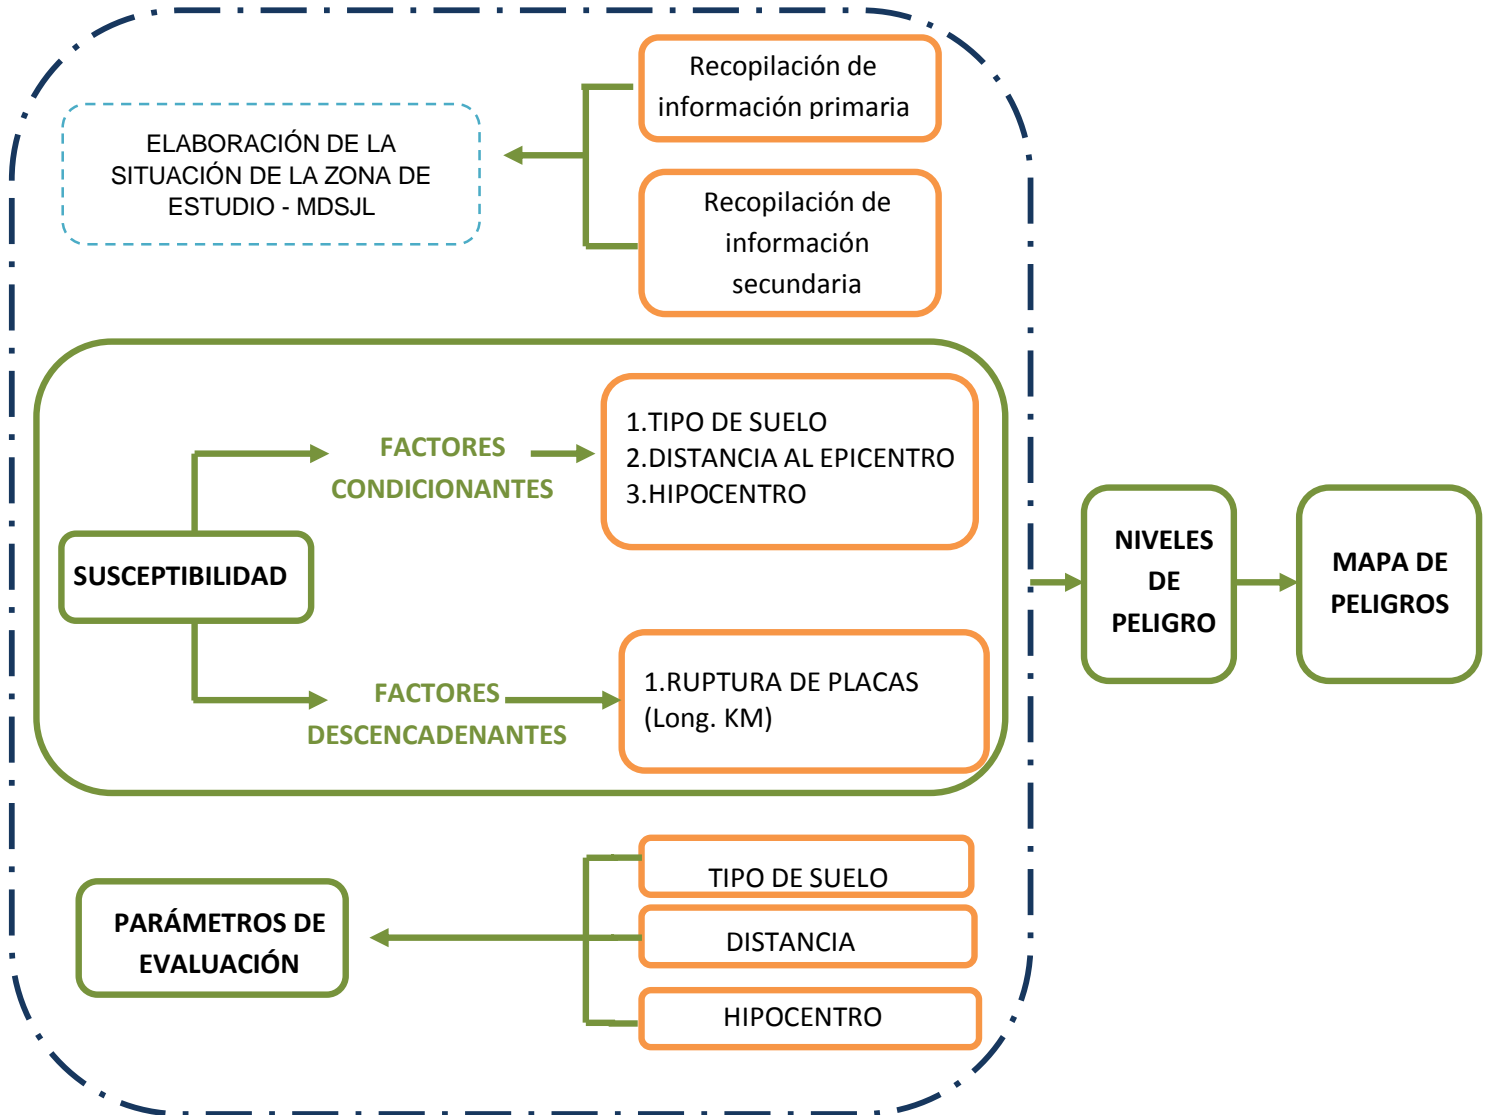 Recopilación de
información primaria
ELABORACIÓN DE LA
SITUACIÓN DE LA ZONA DE
ESTUDIO - MDSJL
Recopilación de
información
secundaria
1.TIPO DE SUELO
2.DISTANCIA AL EPICENTRO
3.HIPOCENTRO
FACTORES
CONDICIONANTES
SUSCEPTIBILIDAD
FACTORES
DESCENCADENANTES
1.RUPTURA DE PLACAS
(Long. KM)
NIVELES
DE
PELIGRO
MAPA DE
PELIGROS
PARÁMETROS DE
EVALUACIÓN
TIPO DE SUELO
DISTANCIA
HIPOCENTRO